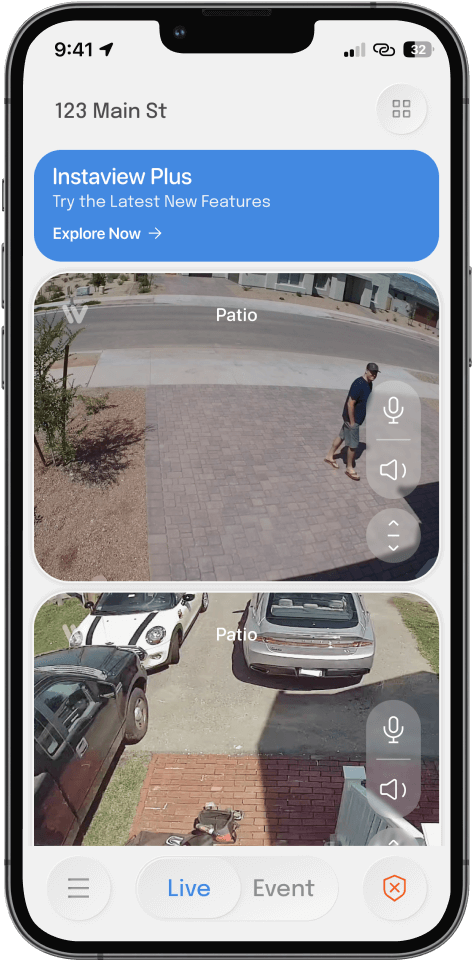 9:41
32
123 Main St
Instaview Plus
Try the Latest New Features
Explore Now →
Patio
Patio
Live
Event